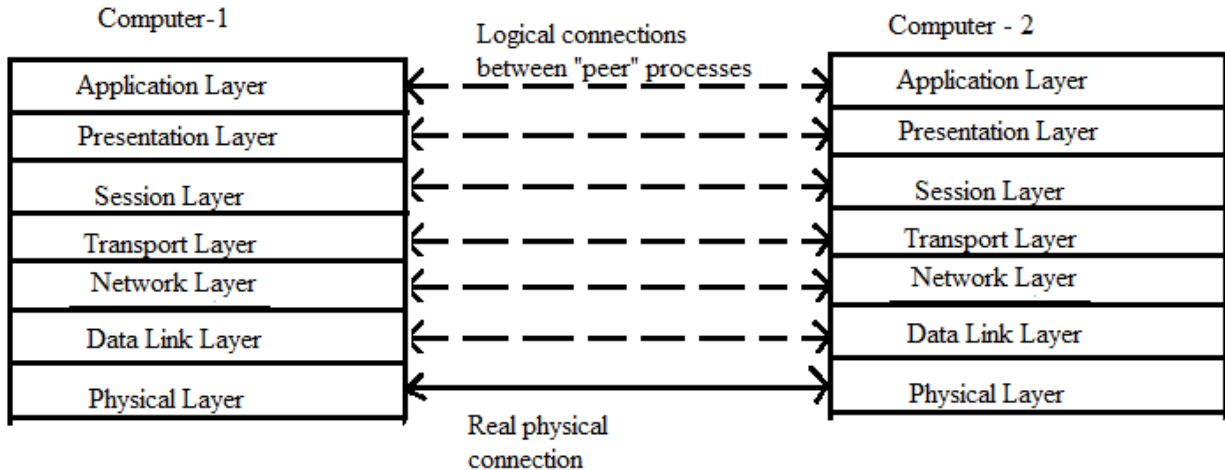 Computer-1
Logical connections
between "peer" processes
Computer - 2
Application Layer
Application Layer
Presentation Layer
Presentation Layer
Session Layer
Session Layer
Transport Layer
Transport Layer
Network Layer
Network Layer
Data Link Layer
Data Link Layer
Physical Layer
Physical Layer
Real physical
connection